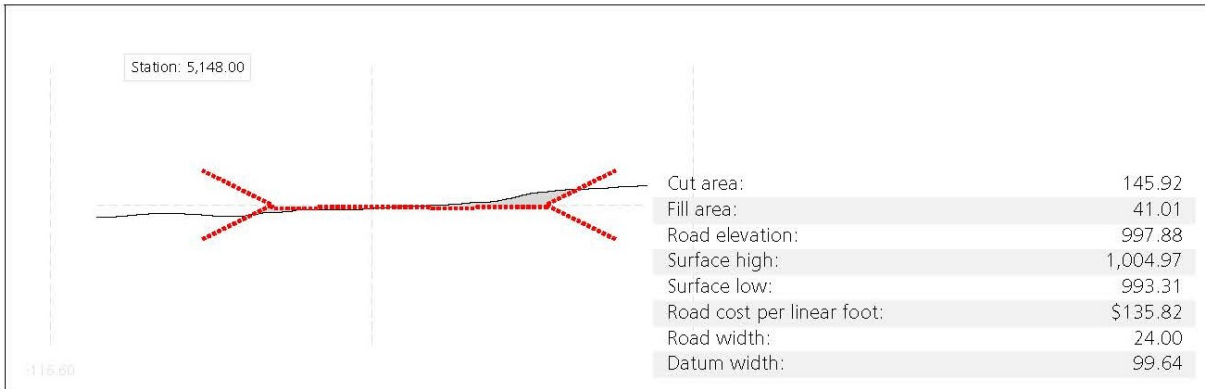 Station: 5,148.00
Cut area: 145.92
Fill area: 41.01
Road elevation: 997.88
Surface high: 1,004.97
Surface low: 993.31
Road cost per linear foot: $135.82
Road width: 24.00
Datum width: 99.64
-116.60